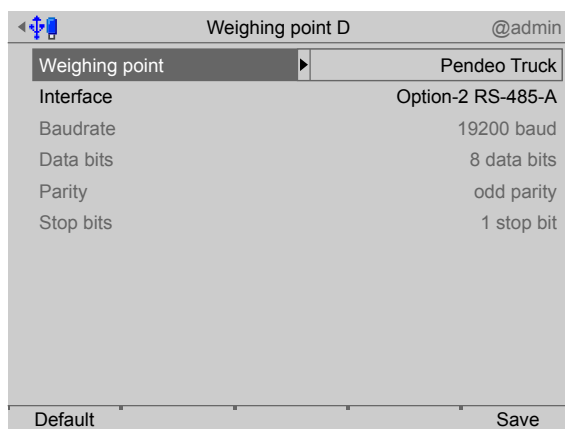 Weighing point D @admin
Weighing point Pendeo Truck
Interface Option-2 RS-485-A
Baudrate 19200 baud
Data bits 8 data bits
Parity odd parity
Stop bits 1 stop bit
Default Save